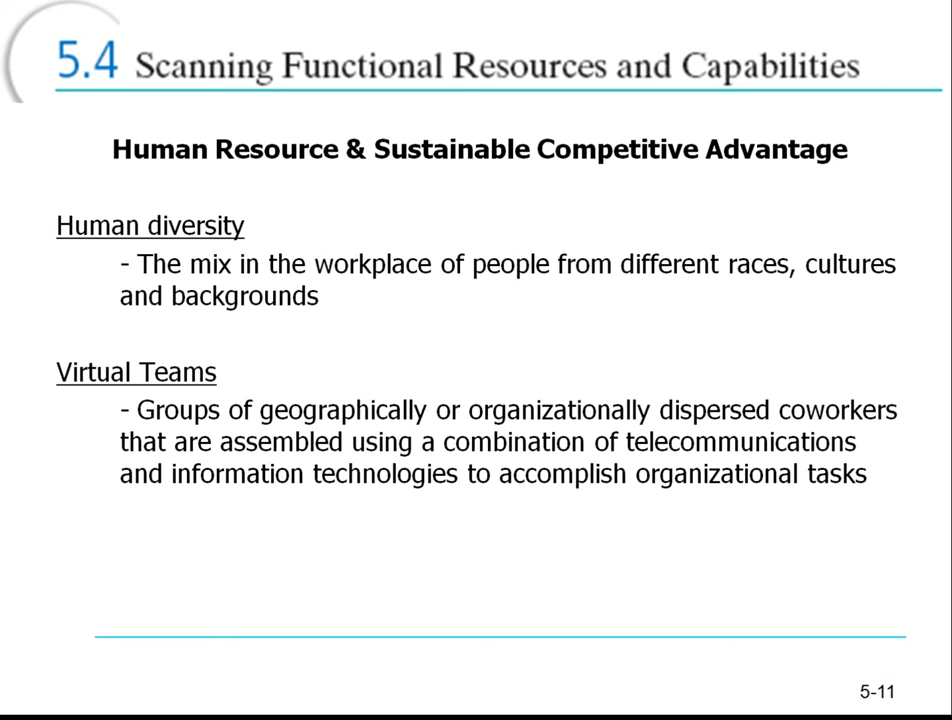 5.4 Scanning Functional Resources and Capabilities
Human Resource & Sustainable Competitive Advantage
Human diversity
- The mix in the workplace of people from different races, cultures
and backgrounds
Virtual Teams
- Groups of geographically or organizationally dispersed coworkers
that are assembled using a combination of telecommunications
and information technologies to accomplish organizational tasks
5-11